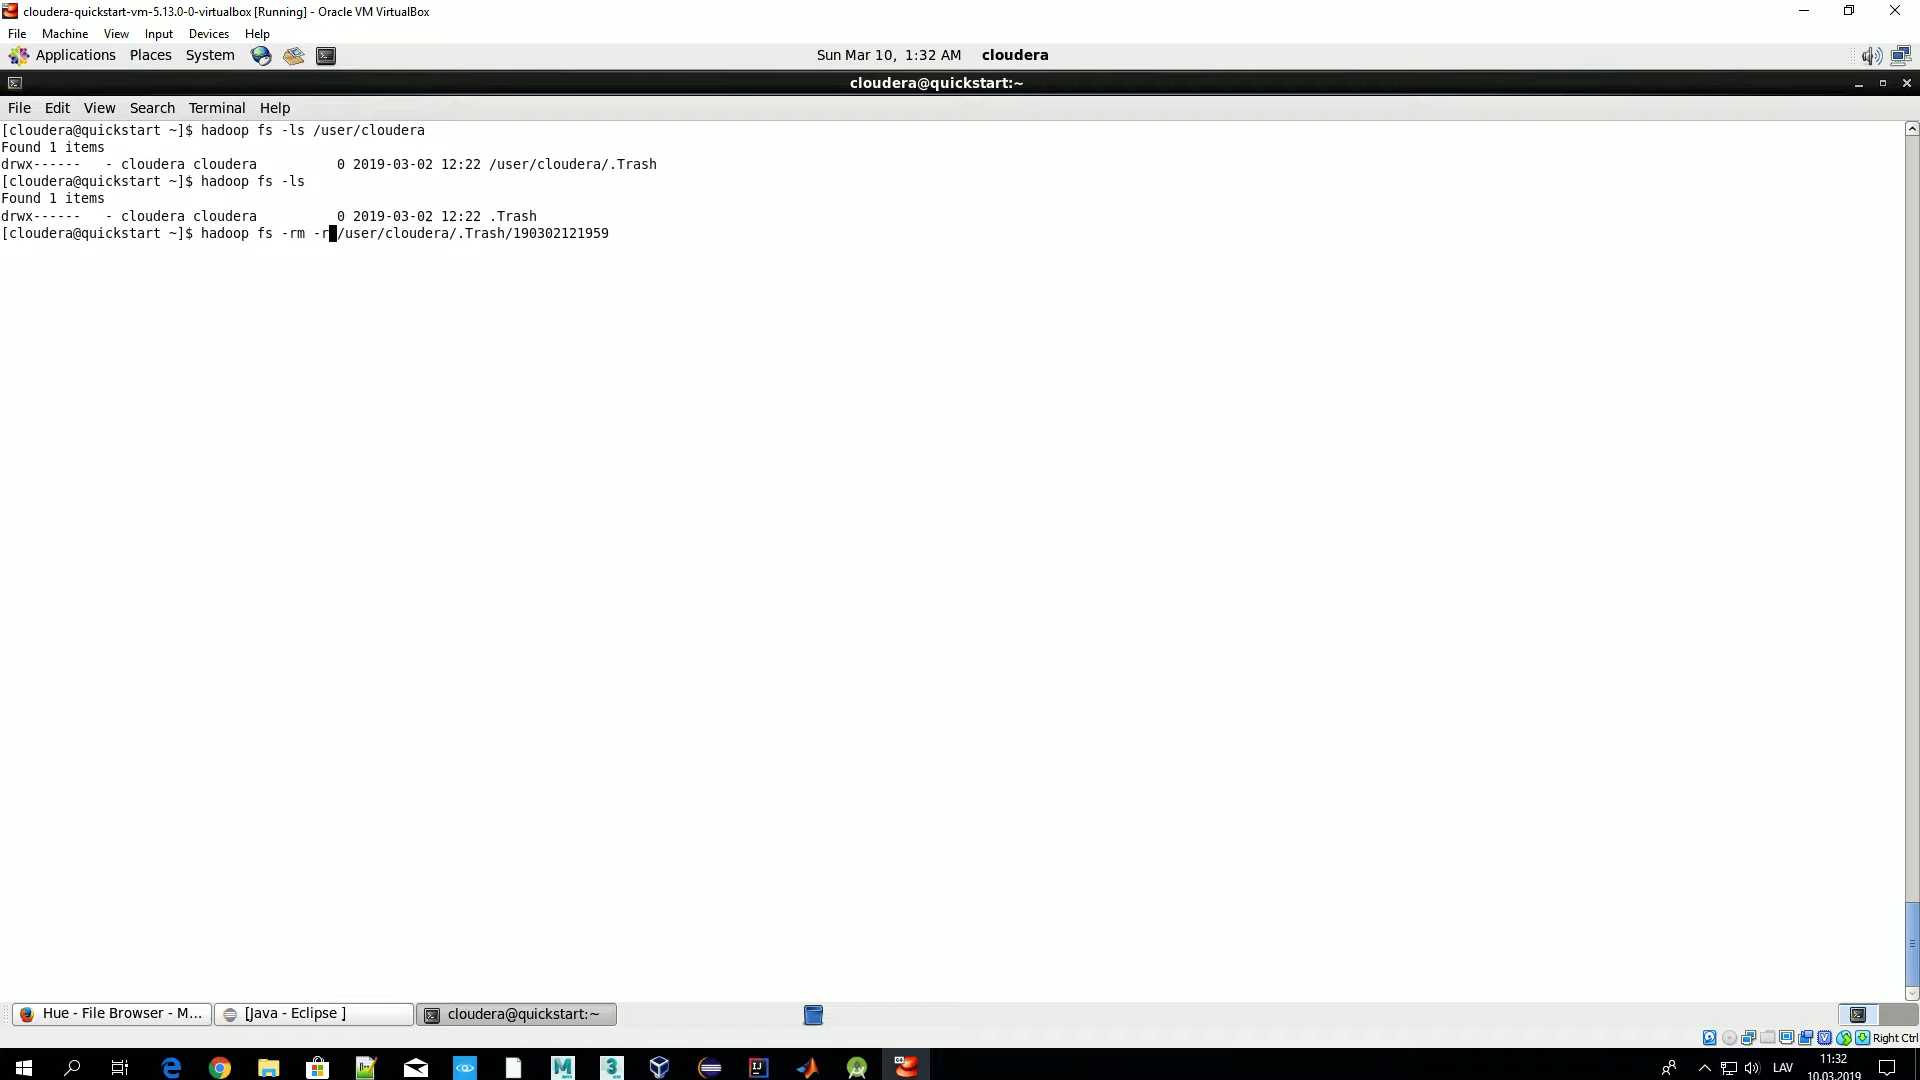 cloudera-quickstart-vm-5.13.0-0-virtualbox [Running] - Oracle VM VirtualBox
File Machine View Input Devices Help
Applications Places System Sun Mar 10, 1:32 AM cloudera
cloudera@quickstart:~
File Edit View Search Terminal Help
[cloudera@quickstart ~]$ hadoop fs -ls /user/cloudera
Found 1 items
drwx------   - cloudera cloudera          0 2019-03-02 12:22 /user/cloudera/.Trash
[cloudera@quickstart ~]$ hadoop fs -ls
Found 1 items
drwx------   - cloudera cloudera          0 2019-03-02 12:22 .Trash
[cloudera@quickstart ~]$ hadoop fs -rm -r /user/cloudera/.Trash/190302121959
Hue - File Browser - M... [Java - Eclipse ] cloudera@quickstart:~
Right Ctrl
LAV 11:32
10.03.2019